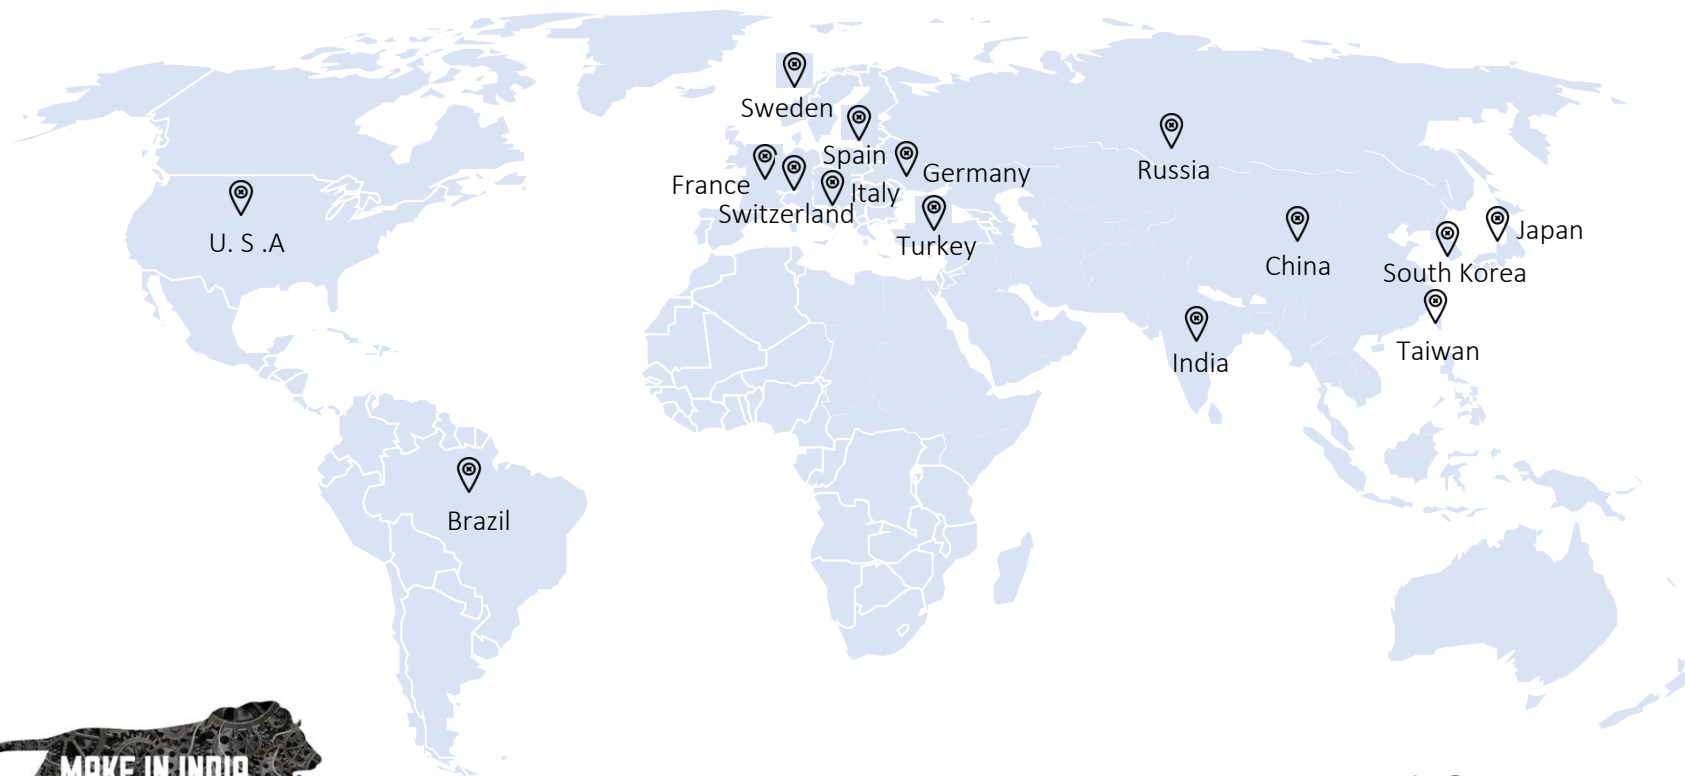 Sweden
Spain
Germany
Russia
France
Italy
Switzerland
U. S .A
Turkey
Japan
China
South Korea
Taiwan
India
Brazil
MAKE IN INDIA